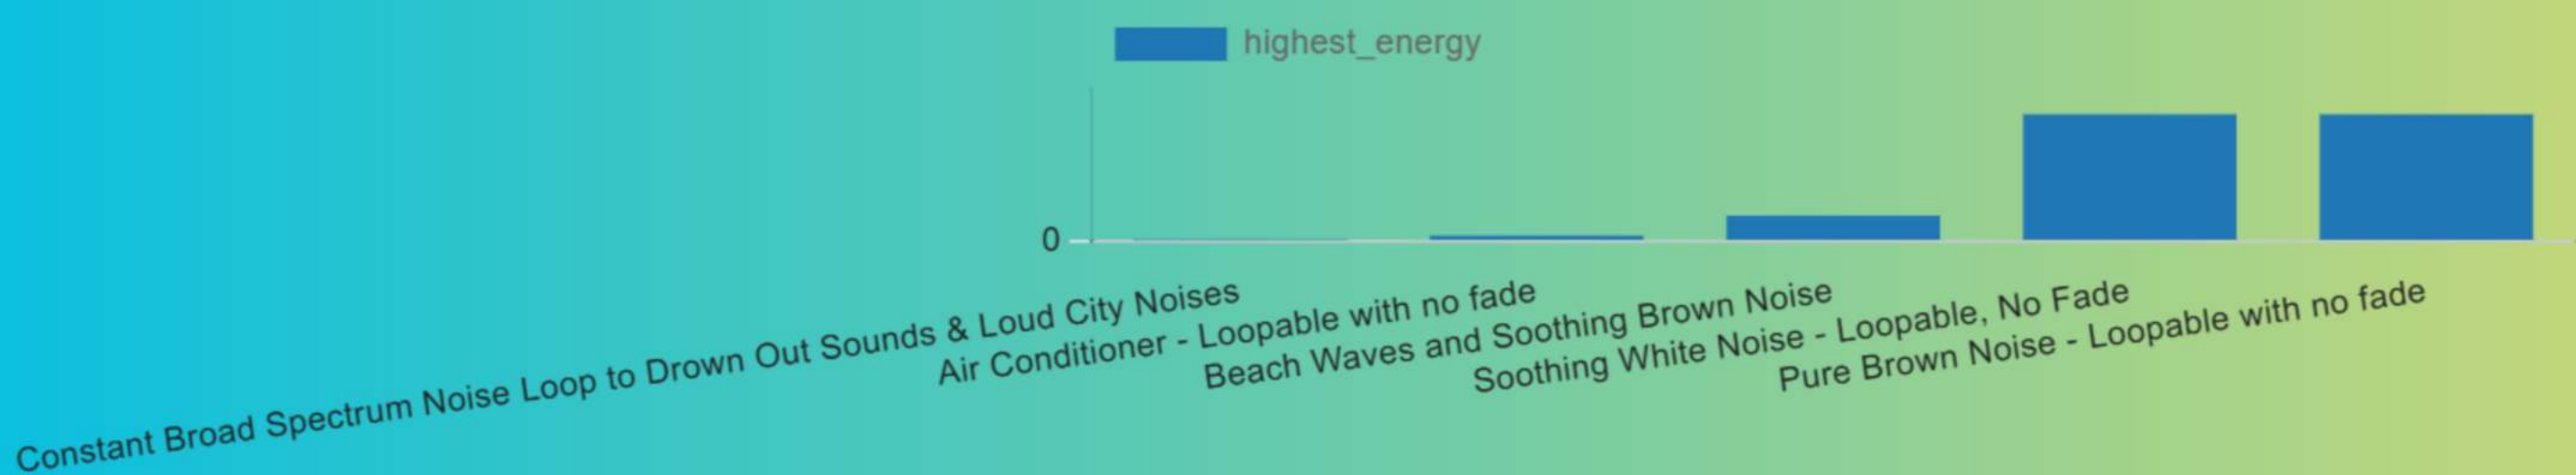 highest_energy
0
Constant Broad Spectrum Noise Loop to Drown Out Sounds & Loud City Noises
Air Conditioner - Loopable with no fade
Beach Waves and Soothing Brown Noise
Soothing White Noise - Loopable, No Fade
Pure Brown Noise - Loopable with no fade